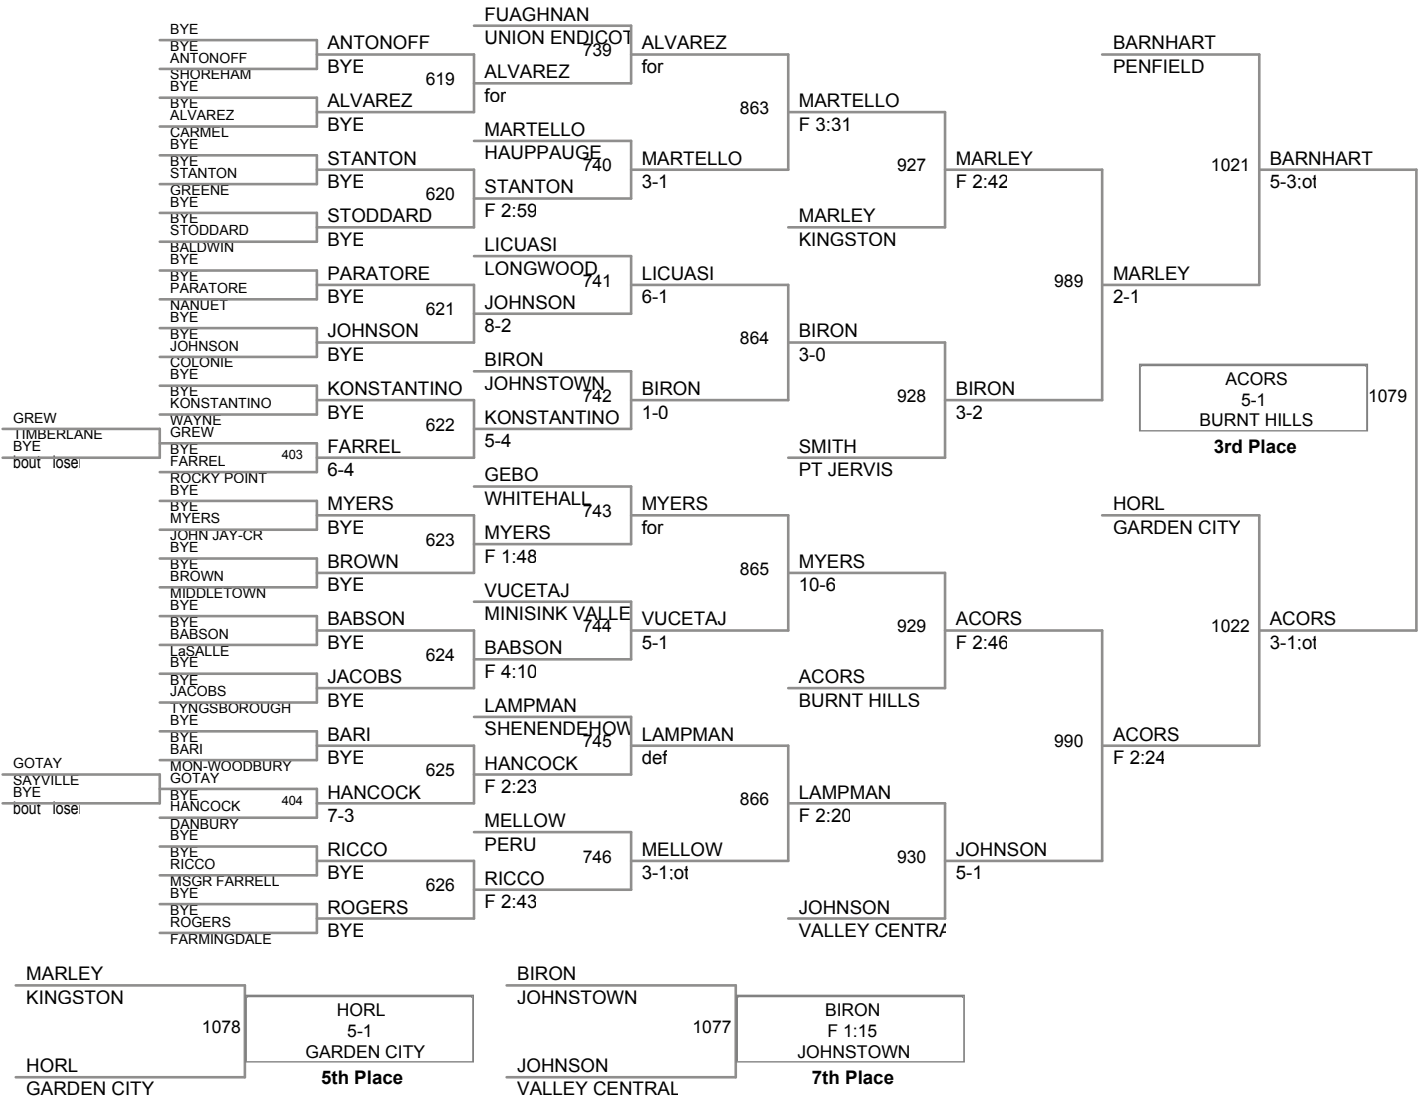 GREW
TIMBERLANE
BYE
bout loser
GOTAY
SAYVILLE
BYE
bout loser
BYE
BYE
ANTONOFF
SHOREHAM
BYE
BYE
ALVAREZ
CARMEL
BYE
BYE
STANTON
GREENE
BYE
BYE
STODDARD
BALDWIN
BYE
BYE
PARATORE
NANUET
BYE
BYE
JOHNSON
COLONIE
BYE
BYE
KONSTANTINO
WAYNE
GREW
BYE
403
FARREL
ROCKY POINT
BYE
BYE
MYERS
JOHN JAY-CR
BYE
BYE
BROWN
MIDDLETOWN
BYE
BYE
BABSON
LaSALLE
BYE
BYE
JACOBS
TYNGSBOROUGH
BYE
BYE
BARI
MON-WOODBURY
GOTAY
BYE
404
HANCOCK
DANBURY
BYE
BYE
RICCO
MSGR FARRELL
BYE
BYE
ROGERS
FARMINGDALE
ANTONOFF
BYE
619
ALVAREZ
BYE
STANTON
BYE
620
STODDARD
BYE
PARATORE
BYE
621
JOHNSON
BYE
KONSTANTINO
BYE
622
FARREL
6-4
MYERS
BYE
623
BROWN
BYE
BABSON
BYE
624
JACOBS
BYE
BARI
BYE
625
HANCOCK
7-3
RICCO
BYE
626
ROGERS
BYE
FUAGHNAN
UNION ENDICOT
739
ALVAREZ
for
MARTELLO
HAUPPAUGE
740
STANTON
F 2:59
LICUASI
LONGWOOD
741
JOHNSON
8-2
BIRON
JOHNSTOWN
742
KONSTANTINO
5-4
GEBO
WHITEHALL
743
MYERS
F 1:48
VUCETAJ
MINISINK VALLE
744
BABSON
F 4:10
LAMPMAN
SHENENDEHOW
745
HANCOCK
F 2:23
MELLOW
PERU
746
RICCO
F 2:43
ALVAREZ
for
863
MARTELLO
3-1
LICUASI
6-1
864
BIRON
1-0
MYERS
for
865
VUCETAJ
5-1
LAMPMAN
def
866
MELLOW
3-1:ot
MARTELLO
F 3:31
927
MARLEY
KINGSTON
BIRON
3-0
928
SMITH
PT JERVIS
MYERS
10-6
929
ACORS
BURNT HILLS
LAMPMAN
F 2:20
930
JOHNSON
VALLEY CENTRA
MARLEY
F 2:42
989
BIRON
3-2
ACORS
F 2:46
990
JOHNSON
5-1
BARNHART
PENFIELD
1021
MARLEY
2-1
HORL
GARDEN CITY
1022
ACORS
F 2:24
BARNHART
5-3:ot
ACORS
5-1
BURNT HILLS
1079
3rd Place
ACORS
3-1:ot
MARLEY
KINGSTON
1078
HORL
GARDEN CITY
HORL
5-1
GARDEN CITY
5th Place
BIRON
JOHNSTOWN
1077
JOHNSON
VALLEY CENTRAL
BIRON
F 1:15
JOHNSTOWN
7th Place